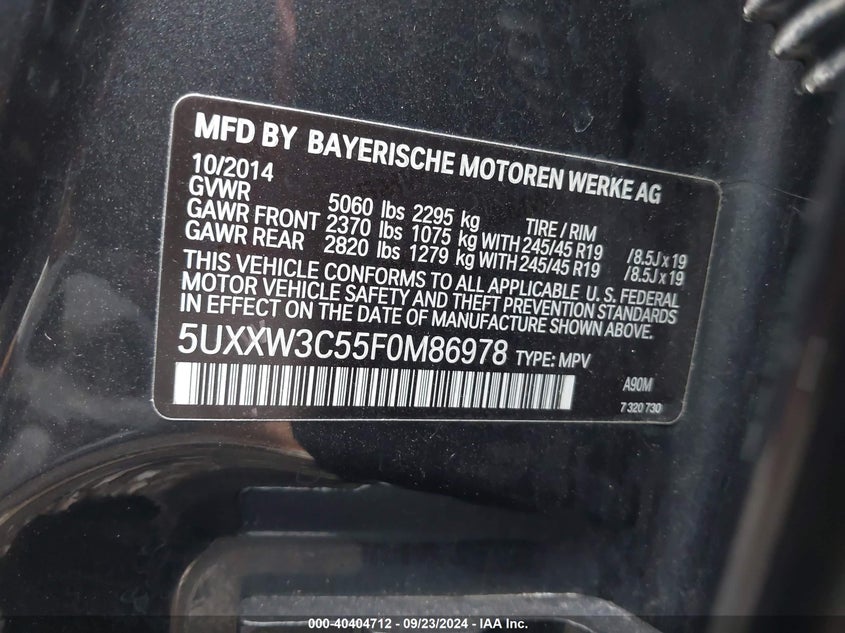 MFD BY BAYERISCHE MOTOREN WERKE AG
10/2014
GVWR 5060 lbs 2295 kg TIRE / RIM
GAWR FRONT 2370 lbs 1075 kg WITH 245/45 R19 /8.5J x 19
GAWR REAR 2820 lbs 1279 kg WITH 245/45 R19 /8.5J x 19
THIS VEHICLE CONFORMS TO ALL APPLICABLE U.S. FEDERAL
MOTOR VEHICLE SAFETY AND THEFT PREVENTION STANDARDS
IN EFFECT ON THE DATE OF MANUFACTURE SHOWN ABOVE.
5UXXW3C55F0M86978 TYPE: MPV
A90M
7 320 730
000-40404712 / 09/23/2024 - IAA Inc.